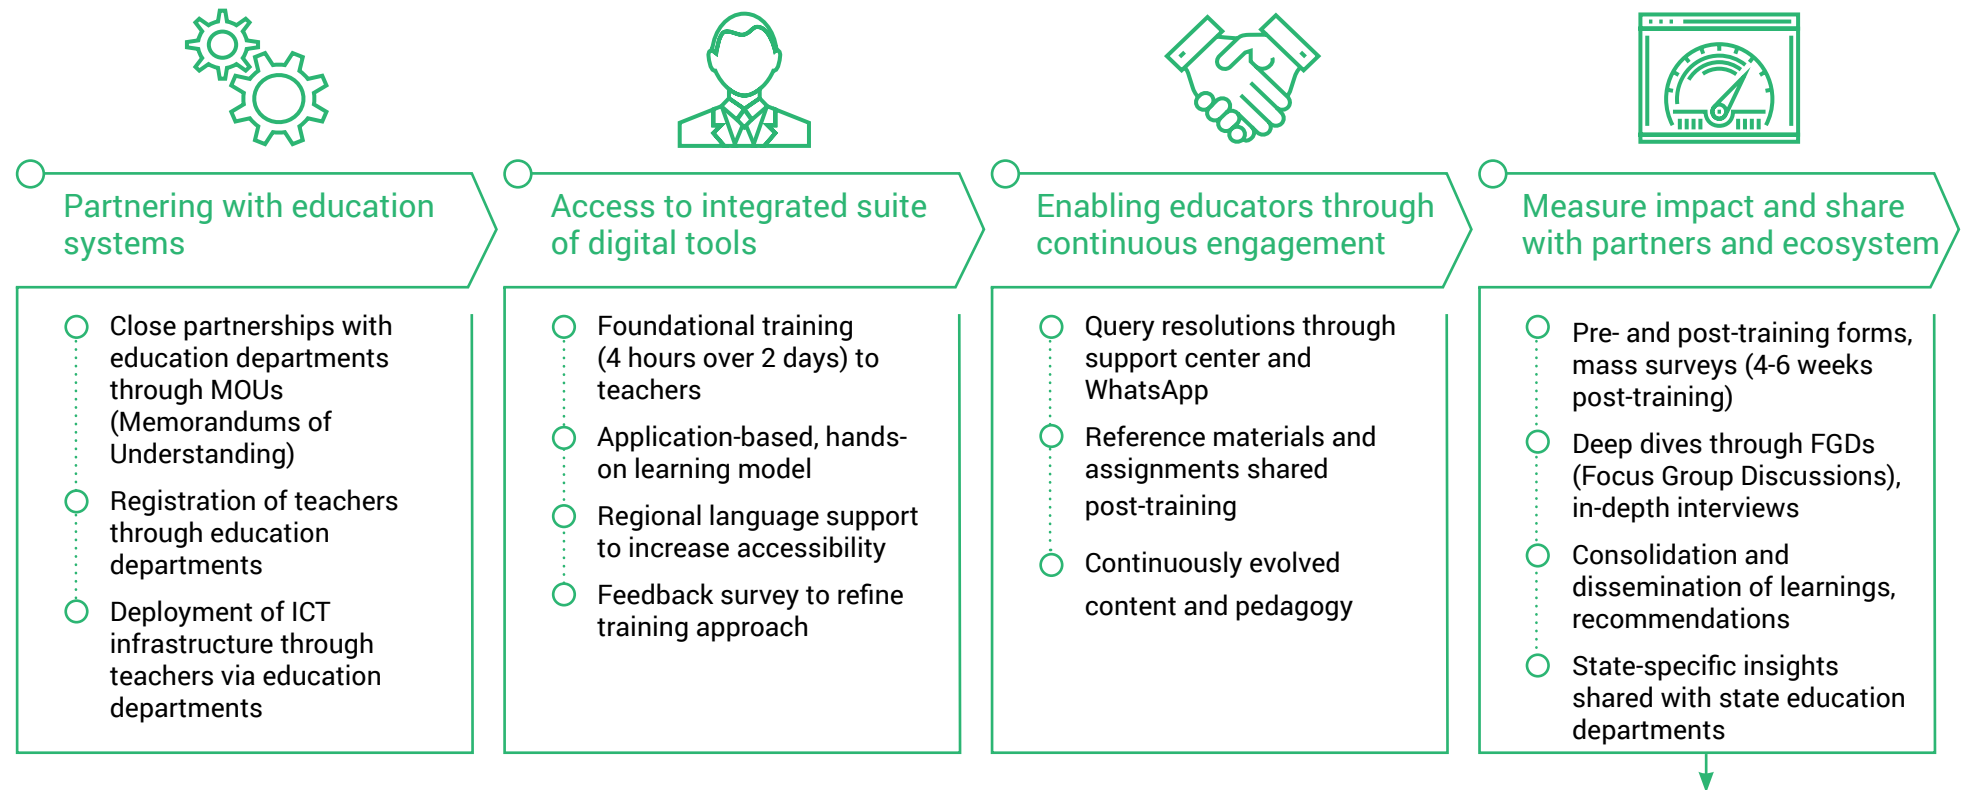 Partnering with education
systems
Close partnerships with
education departments
through MOUs
(Memorandums of
Understanding)
Registration of teachers
through education
departments
Deployment of ICT
infrastructure through
teachers via education
departments
Access to integrated suite
of digital tools
Foundational training
(4 hours over 2 days) to
teachers
Application-based, hands-
on learning model
Regional language support
to increase accessibility
Feedback survey to refine
training approach
Enabling educators through
continuous engagement
Query resolutions through
support center and
WhatsApp
Reference materials and
assignments shared
post-training
Continuously evolved
content and pedagogy
Measure impact and share
with partners and ecosystem
Pre- and post-training forms,
mass surveys (4-6 weeks
post-training)
Deep dives through FGDs
(Focus Group Discussions),
in-depth interviews
Consolidation and
dissemination of learnings,
recommendations
State-specific insights
shared with state education
departments